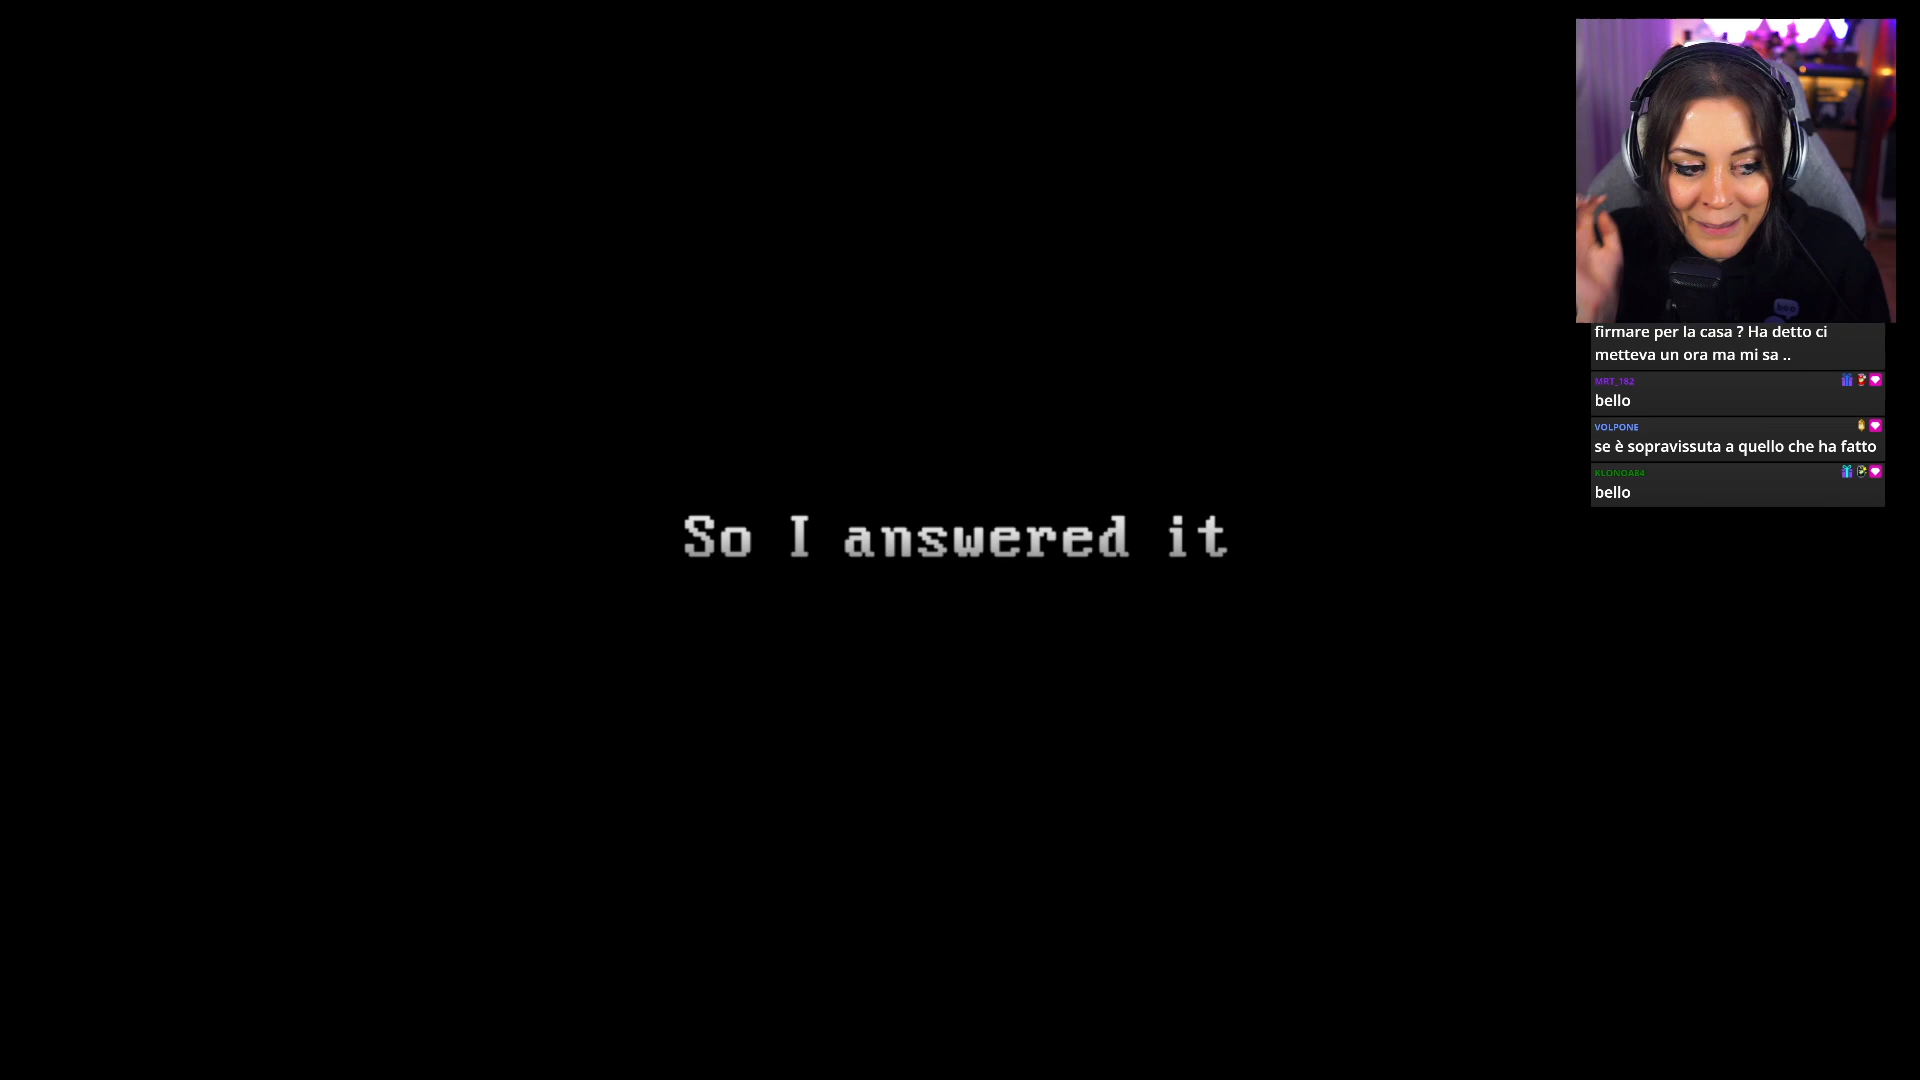 firmare per la casa ? Ha detto ci
metteva un ora ma mi sa ..
MRT_182
bello
VOLPONE
se è sopravissuta a quello che ha fatto
KLONOA84
bello
So I answered it